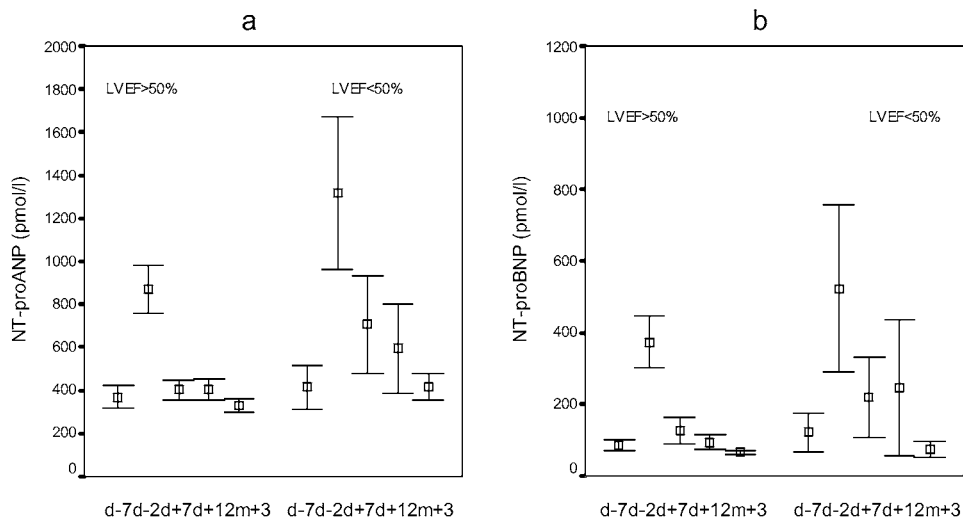 a
b
2000
1800
1600
1400
1200
1000
800
600
400
200
0
NT-proANP (pmol/l)
LVEF>50%
LVEF<50%
d-7d-2d+7d+12m+3
d-7d-2d+7d+12m+3
1200
1000
800
600
400
200
0
NT-proBNP (pmol/l)
LVEF>50%
LVEF<50%
d-7d-2d+7d+12m+3
d-7d-2d+7d+12m+3